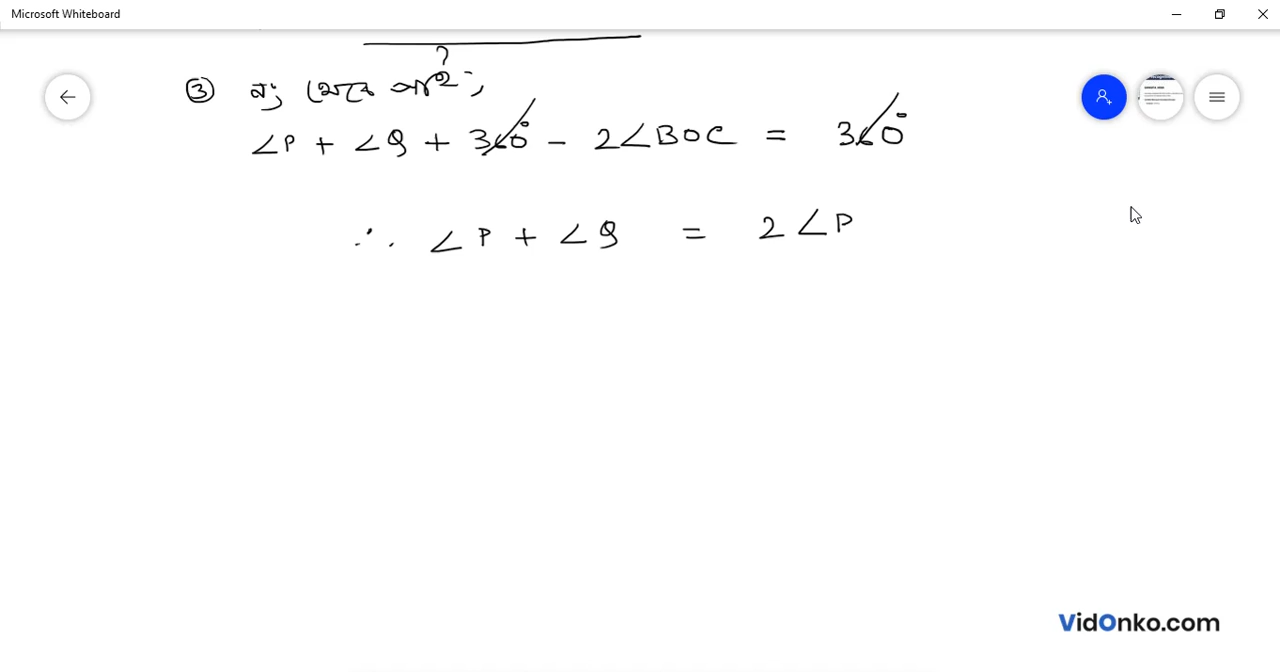 Microsoft Whiteboard
③ নং থেকে পাই,
∠P + ∠Q + 360° − 2∠BOC = 360°
∴ ∠P + ∠Q = 2∠P
VidOnko.com